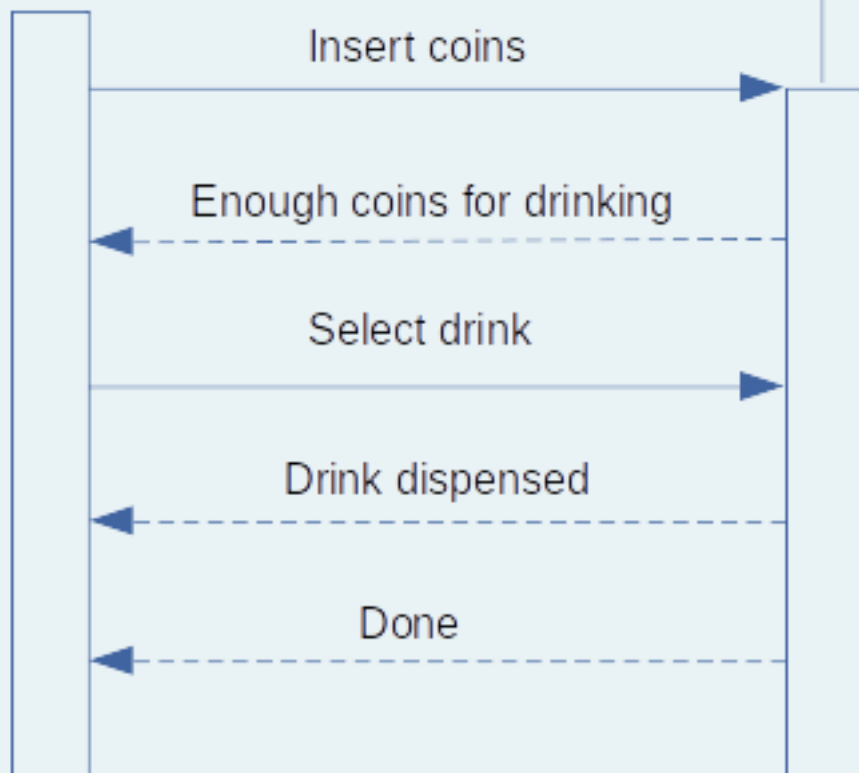 Insert coins
Enough coins for drinking
Select drink
Drink dispensed
Done